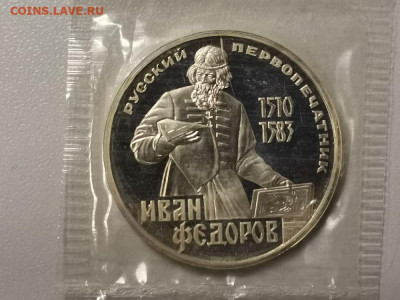 COINS.LAVE.RU
РУССКИЙ ПЕРВОПЕЧАТНИК
1510
1583
ИВАН
ФЕДОРОВ